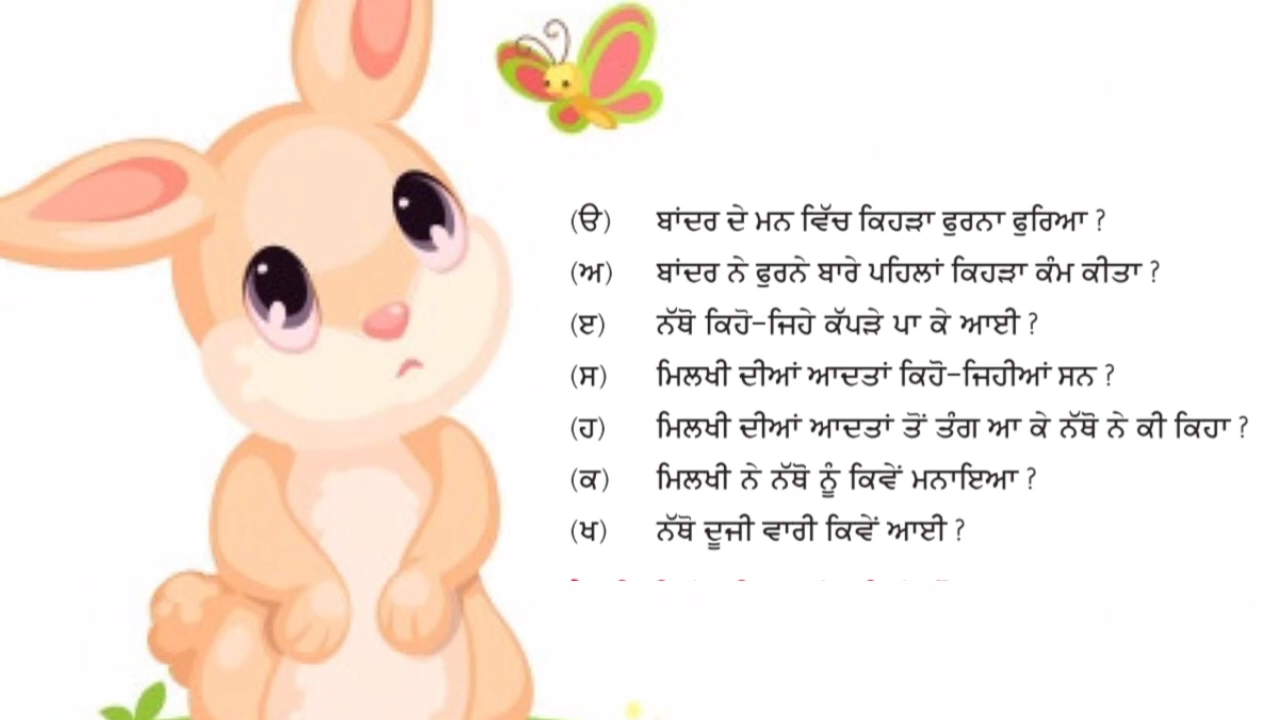 (ੳ) ਬਾਂਦਰ ਦੇ ਮਨ ਵਿੱਚ ਕਿਹੜਾ ਫੁਰਨਾ ਫੁਰਿਆ ?
(ਅ) ਬਾਂਦਰ ਨੇ ਫੁਰਨੇ ਬਾਰੇ ਪਹਿਲਾਂ ਕਿਹੜਾ ਕੰਮ ਕੀਤਾ ?
(ੲ) ਨੱਥੋ ਕਿਹੋ-ਜਿਹੇ ਕੱਪੜੇ ਪਾ ਕੇ ਆਈ ?
(ਸ) ਮਿਲਖੀ ਦੀਆਂ ਆਦਤਾਂ ਕਿਹੋ-ਜਿਹੀਆਂ ਸਨ ?
(ਹ) ਮਿਲਖੀ ਦੀਆਂ ਆਦਤਾਂ ਤੋਂ ਤੰਗ ਆ ਕੇ ਨੱਥੋ ਨੇ ਕੀ ਕਿਹਾ ?
(ਕ) ਮਿਲਖੀ ਨੇ ਨੱਥੋ ਨੂੰ ਕਿਵੇਂ ਮਨਾਇਆ ?
(ਖ) ਨੱਥੋ ਦੂਜੀ ਵਾਰੀ ਕਿਵੇਂ ਆਈ ?